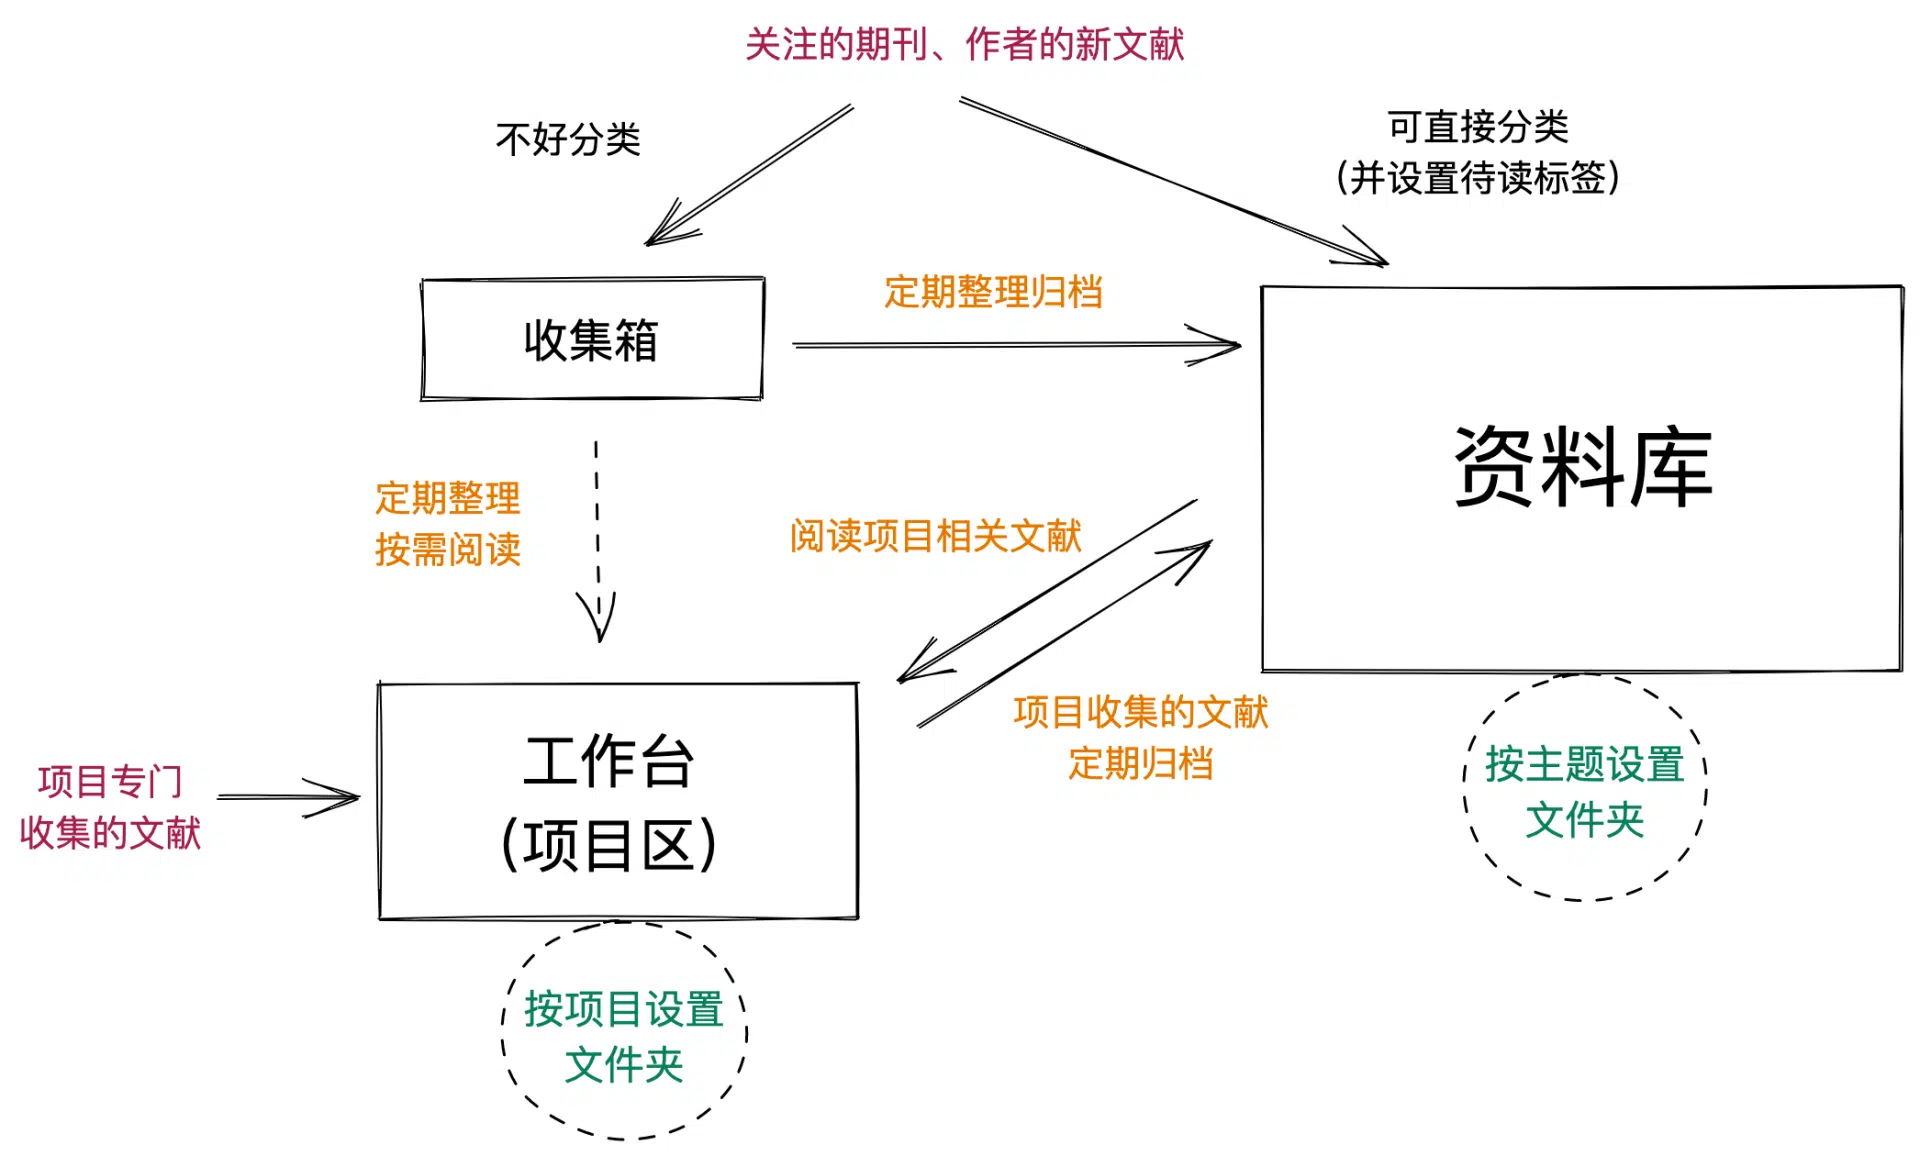 关注的期刊、作者的新文献
不好分类
可直接分类
（并设置待读标签）
定期整理归档
收集箱
资料库
定期整理
按需阅读
阅读项目相关文献
项目收集的文献
定期归档
工作台
（项目区）
项目专门
收集的文献
按主题设置
文件夹
按项目设置
文件夹